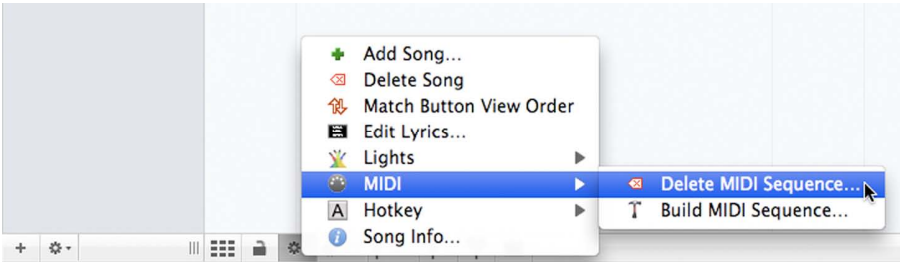 Add Song...
Delete Song
Match Button View Order
Edit Lyrics...
Lights
MIDI
Delete MIDI Sequence...
Build MIDI Sequence...
A Hotkey
Song Info...